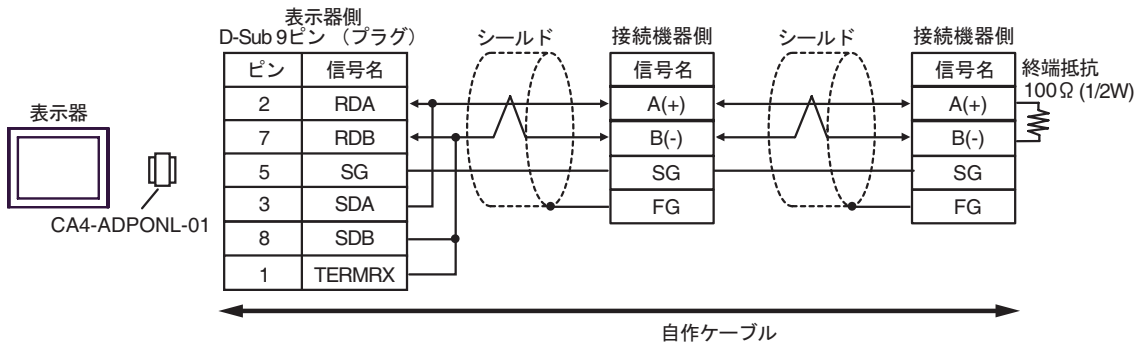 表示器側
D-Sub 9ピン （プラグ）
シールド
接続機器側
シールド
接続機器側
ピン
信号名
信号名
信号名
終端抵抗
100Ω (1/2W)
2
RDA
A(+)
A(+)
7
RDB
B(-)
B(-)
5
SG
SG
SG
3
SDA
FG
FG
8
SDB
1
TERMRX
表示器
CA4-ADPONL-01
自作ケーブル